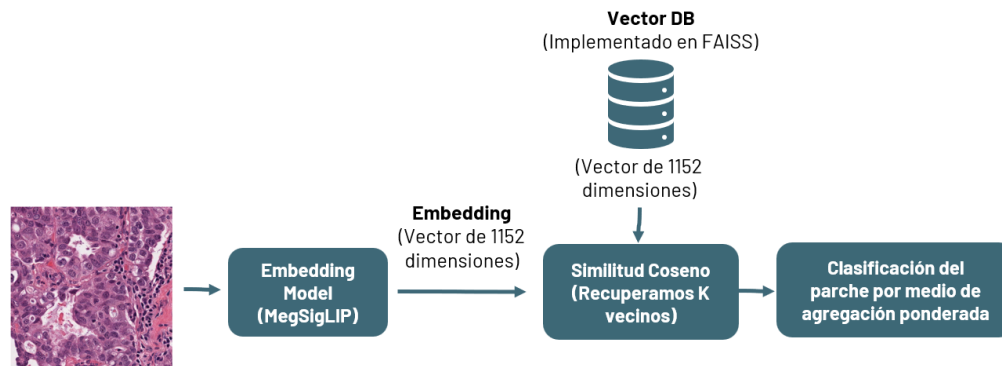 Vector DB
(Implementado en FAISS)
(Vector de 1152
dimensiones)
Embedding
(Vector de 1152
dimensiones)
Embedding
Model
(MegSigLIP)
Similitud Coseno
(Recuperamos K
vecinos)
Clasificación del
parche por medio de
agregación ponderada